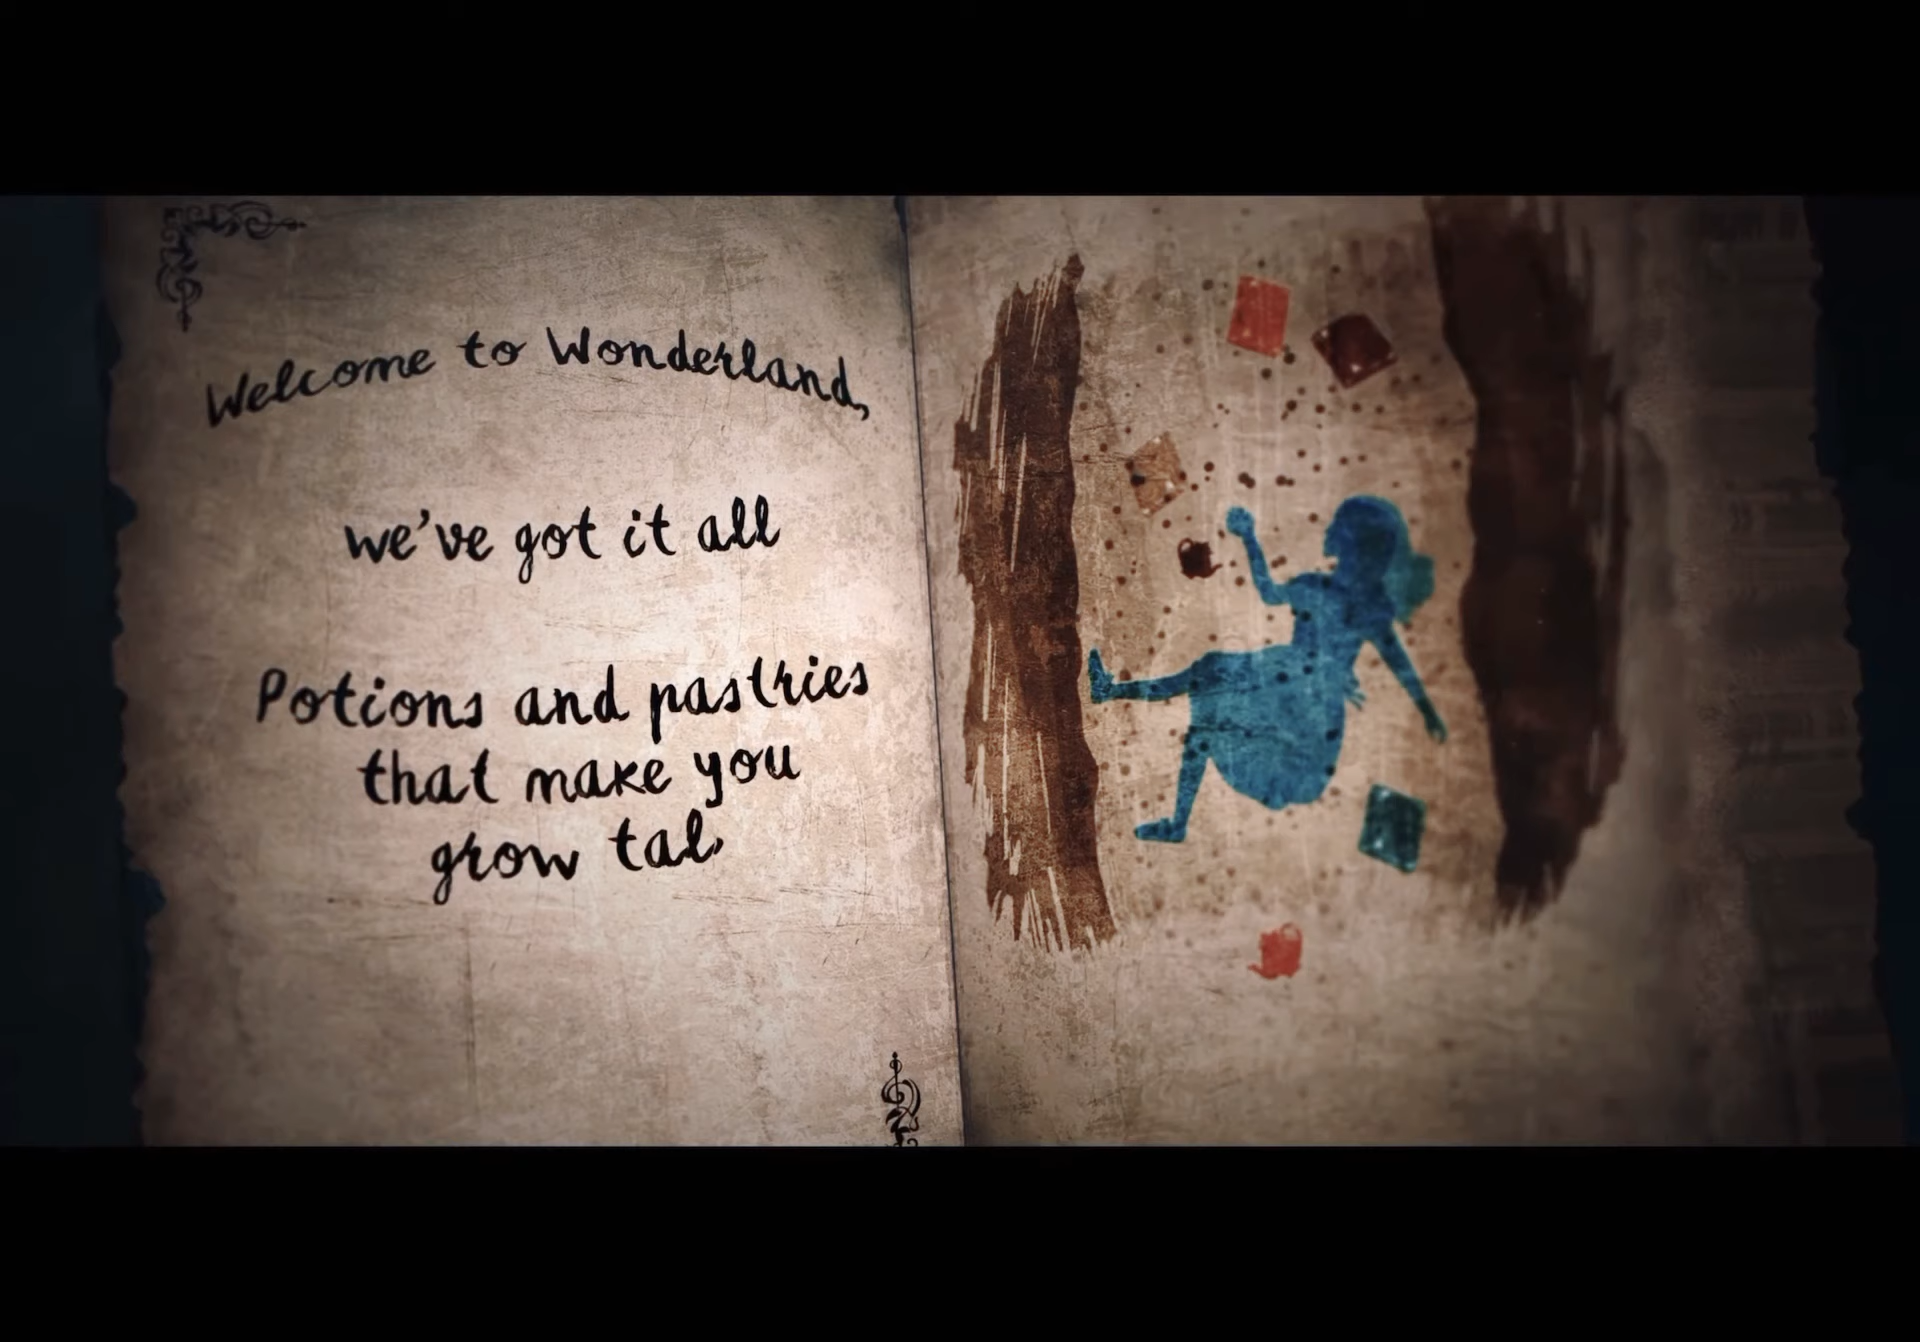 Welcome to Wonderland,
we've got it all
Potions and pastries
that make you
grow tal